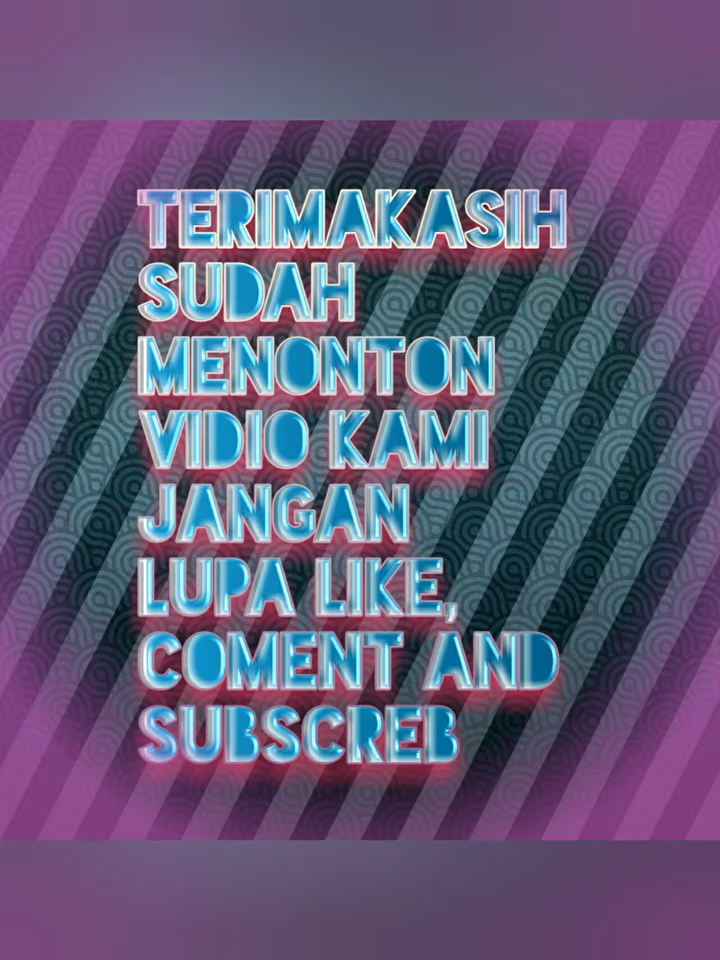 TERIMAKASIH
SUDAH
MENONTON
VIDIO KAMI
JANGAN
LUPA LIKE,
COMENT AND
SUBSCREB